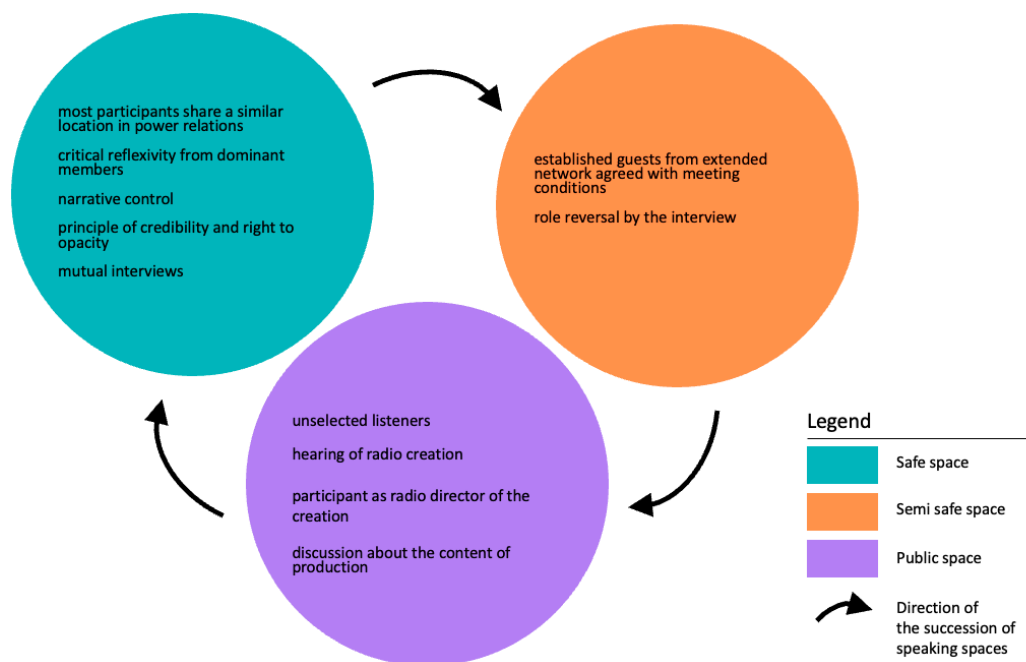 most participants share a similar
location in power relations
critical reflexivity from dominant
members
narrative control
principle of credibility and right to
opacity
mutual interviews
established guests from extended
network agreed with meeting
conditions
role reversal by the interview
unselected listeners
hearing of radio creation
participant as radio director of the
creation
discussion about the content of
production
Legend
Safe space
Semi safe space
Public space
Direction of
the succession of
speaking spaces